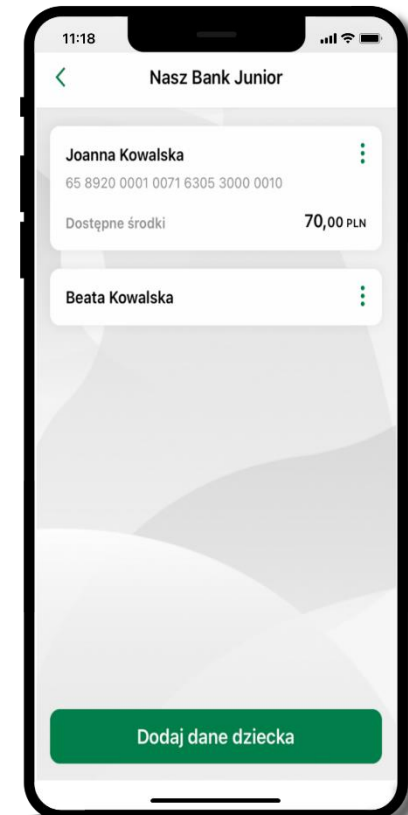 11:18
Nasz Bank Junior
Joanna Kowalska
65 8920 0001 0071 6305 3000 0010
Dostępne środki 70,00 PLN
Beata Kowalska
Dodaj dane dziecka